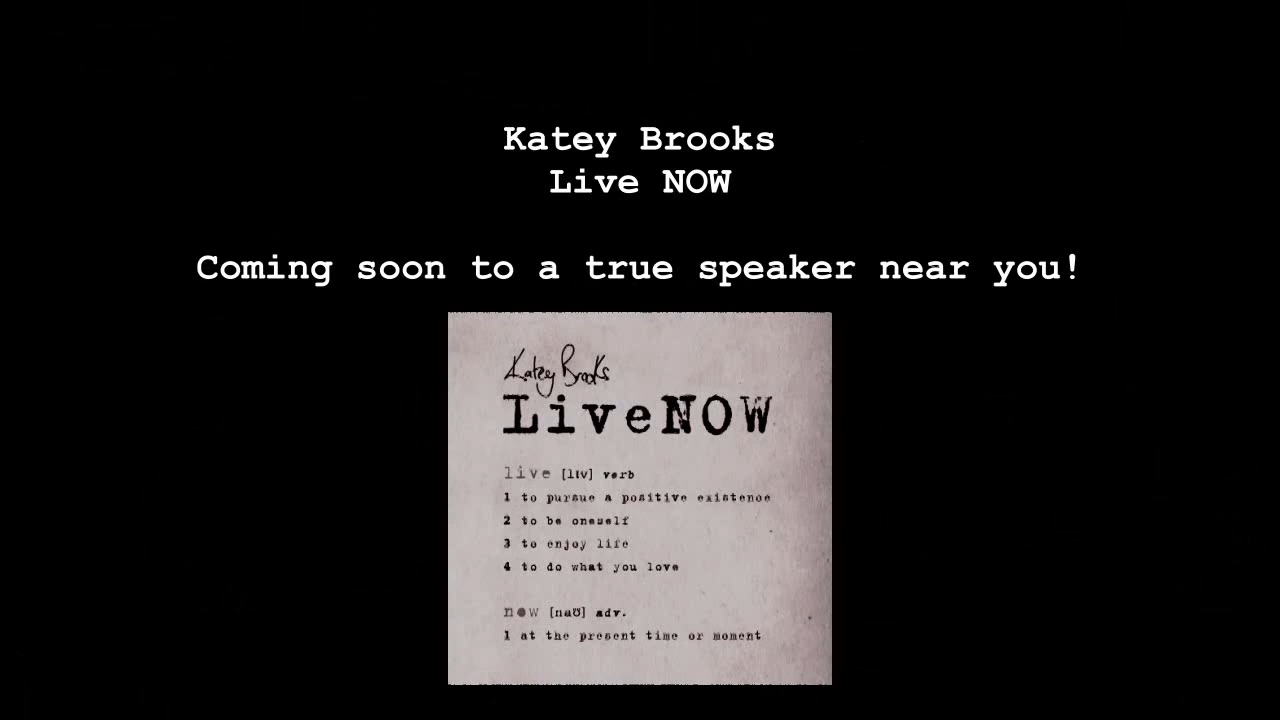 Katey Brooks
Live NOW
Coming soon to a true speaker near you!
Katey Brooks
LiveNOW
live [lɪv] verb
1 to pursue a positive existence
2 to be oneself
3 to enjoy life
4 to do what you love
now [naʊ] adv.
1 at the present time or moment